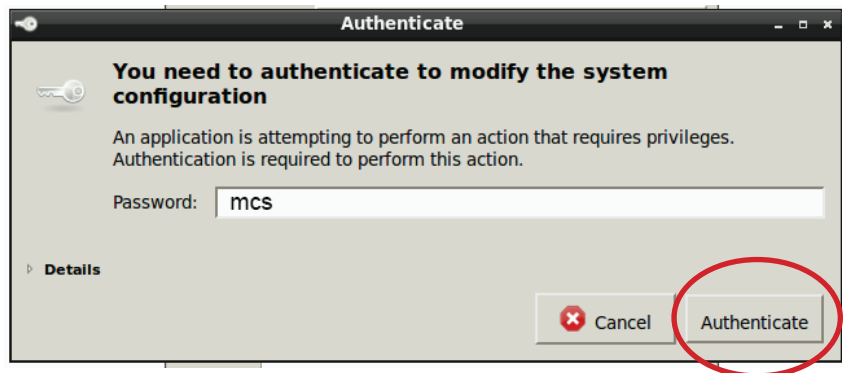 Authenticate
You need to authenticate to modify the system
configuration
An application is attempting to perform an action that requires privileges.
Authentication is required to perform this action.
Password: mcs
Details
Cancel Authenticate